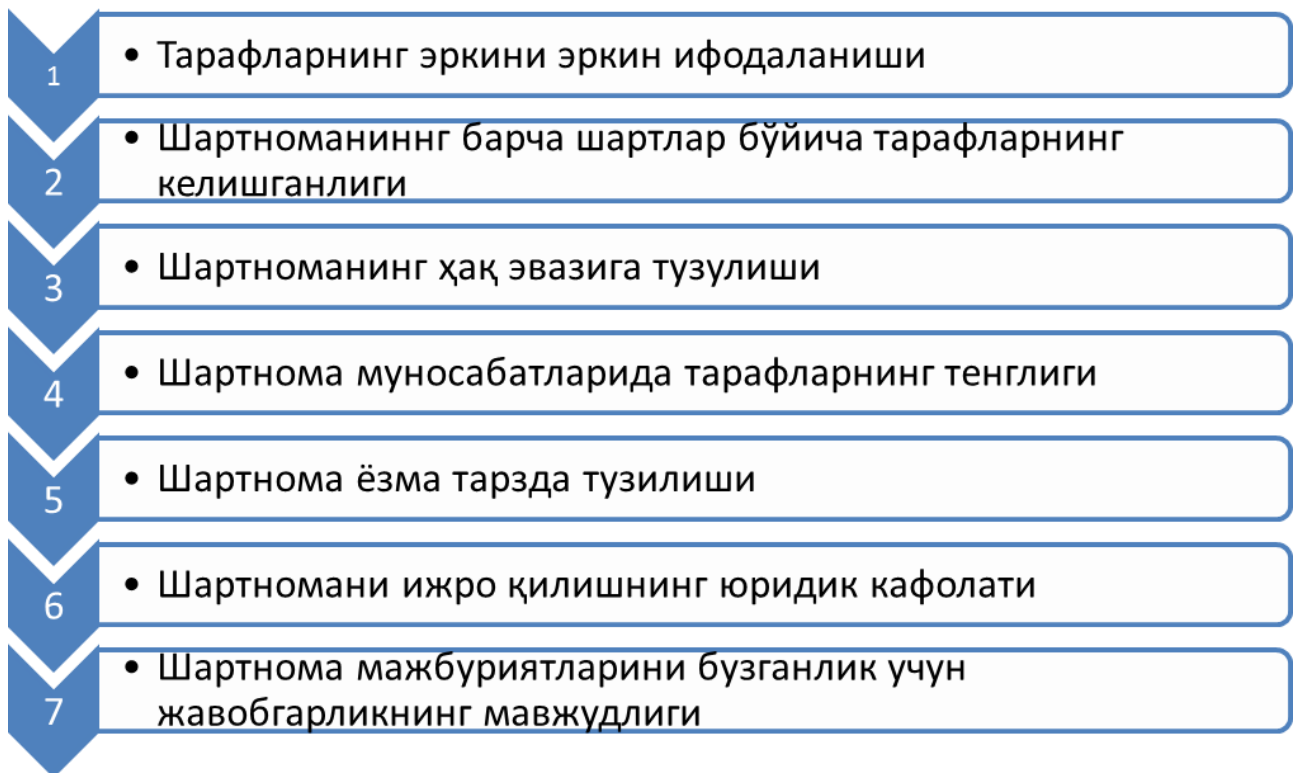 1
• Тарафларнинг эркини эркин ифодаланиши
2
• Шартноманиннг барча шартлар бўйича тарафларнинг
келишганлиги
3
• Шартноманинг ҳақ эвазига тузулиши
4
• Шартнома муносабатларида тарафларнинг тенглиги
5
• Шартнома ёзма тарзда тузилиши
6
• Шартномани ижро қилишнинг юридик кафолати
7
• Шартнома мажбуриятларини бузганлик учун
жавобгарликнинг мавжудлиги